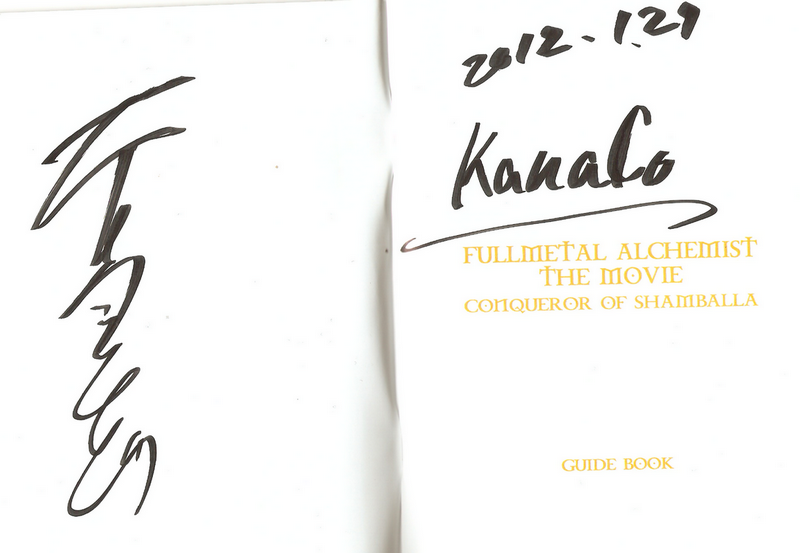 2012.1.29
KanaCo
FULLMETAL ALCHEMIST
THE MOVIE
CONQUEROR OF SHAMBALLA
GUIDE BOOK